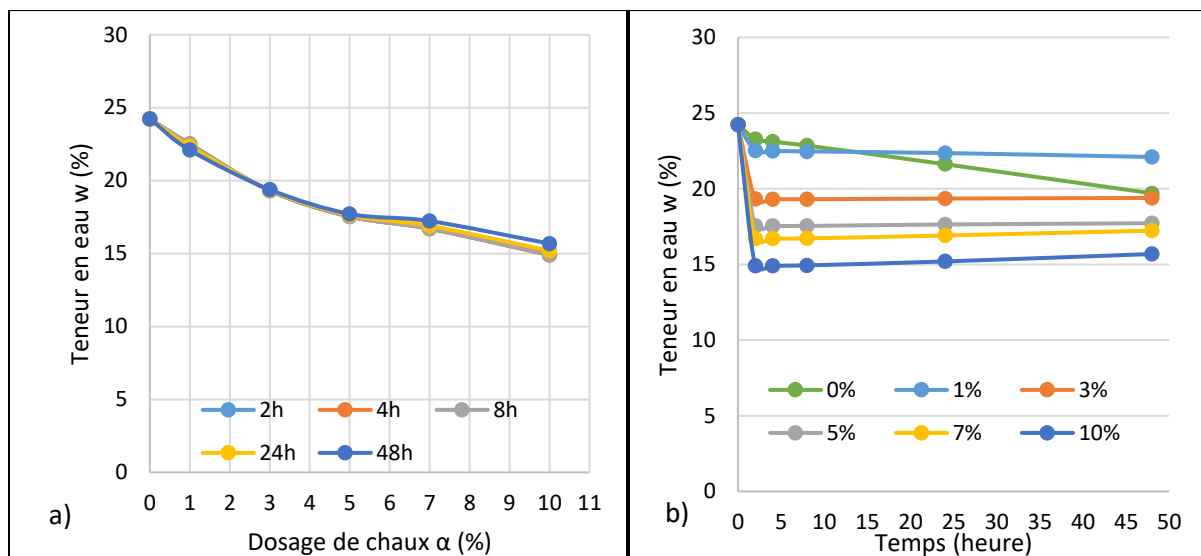 Teneur en eau w (%)
30
25
20
15
10
5
0
2h 4h 8h
24h 48h
0 1 2 3 4 5 6 7 8 9 10 11
a)
Dosage de chaux α (%)
Teneur en eau w (%)
30
25
20
15
10
5
0
0% 1% 3%
5% 7% 10%
0 5 10 15 20 25 30 35 40 45 50
b)
Temps (heure)